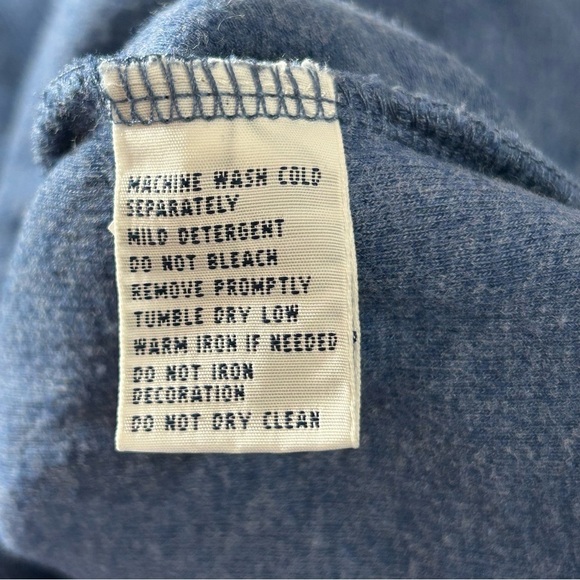 MACHINE WASH COLD
SEPARATELY
MILD DETERGENT
DO NOT BLEACH
REMOVE PROMPTLY
TUMBLE DRY LOW
WARM IRON IF NEEDED
DO NOT IRON
DECORATION
DO NOT DRY CLEAN